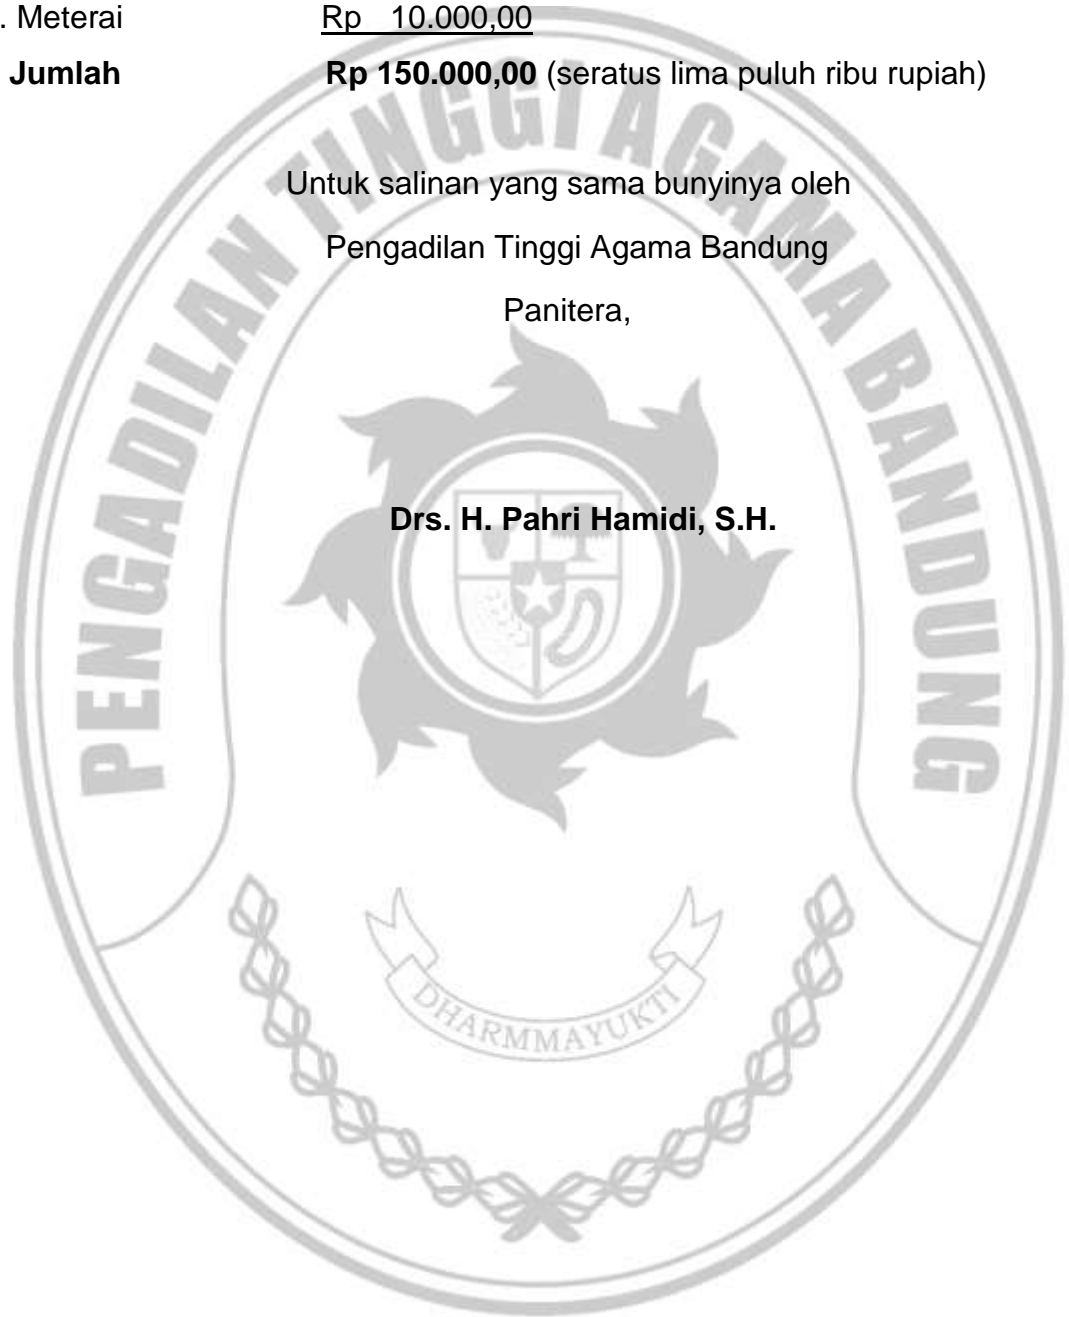 . Meterai Rp 10.000,00
Jumlah Rp 150.000,00 (seratus lima puluh ribu rupiah)
Untuk salinan yang sama bunyinya oleh
Pengadilan Tinggi Agama Bandung
Panitera,
Drs. H. Pahri Hamidi, S.H.
PENGADILAN TINGGI AGAMA BANDUNG
DHARMMAYUKTI